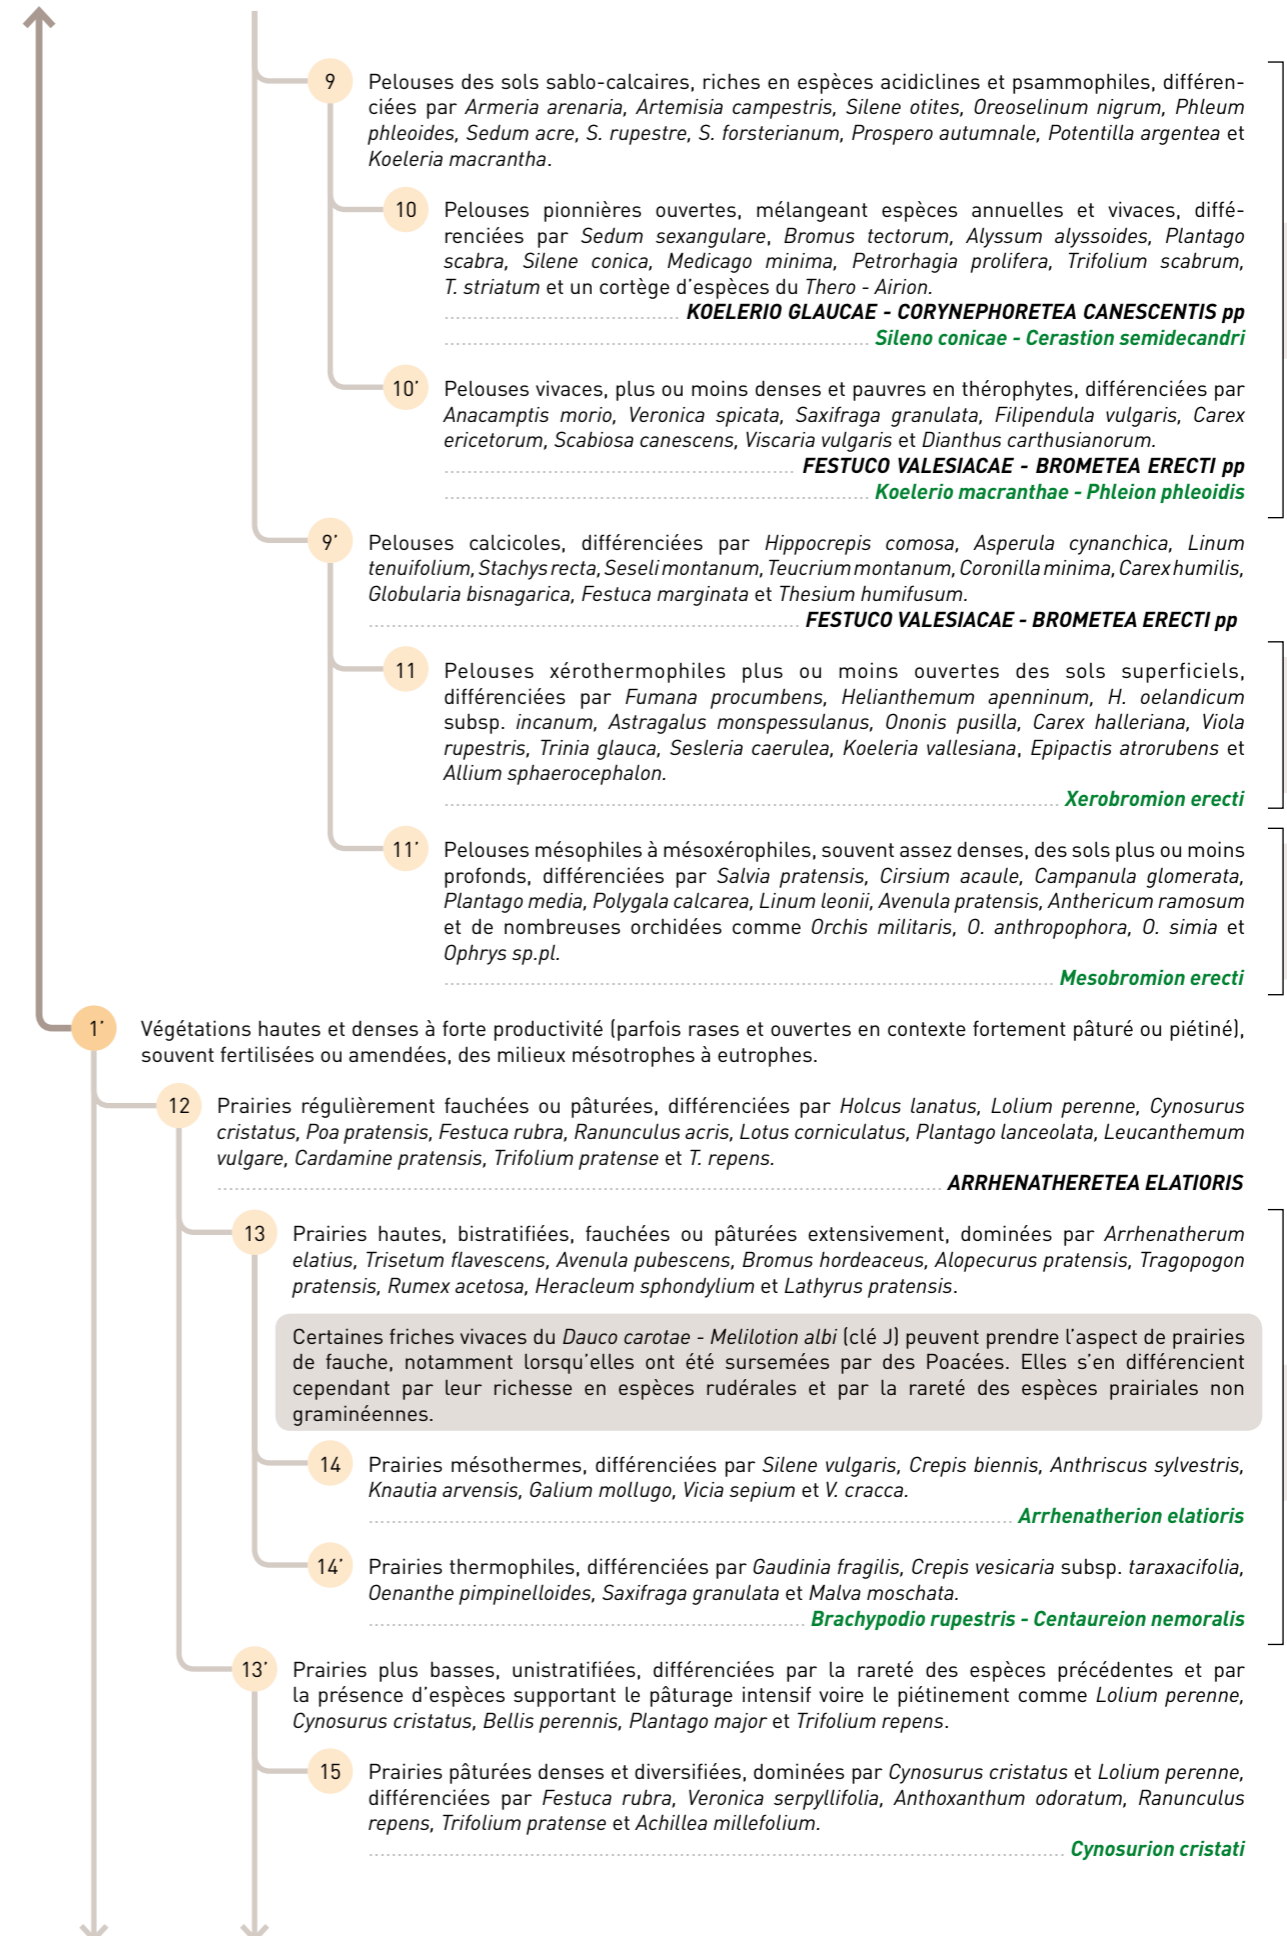 9 Pelouses des sols sablo-calcaires, riches en espèces acidiclines et psammophiles, différen-
ciées par Armeria arenaria, Artemisia campestris, Silene otites, Oreoselinum nigrum, Phleum
phleoides, Sedum acre, S. rupestre, S. forsterianum, Prospero autumnale, Potentilla argentea et
Koeleria macrantha.
10 Pelouses pionnières ouvertes, mélangeant espèces annuelles et vivaces, diffé-
renciées par Sedum sexangulare, Bromus tectorum, Alyssum alyssoides, Plantago
scabra, Silene conica, Medicago minima, Petrorhagia prolifera, Trifolium scabrum,
T. striatum et un cortège d'espèces du Thero - Airion.
KOELERIO GLAUCAE - CORYNEPHORETEA CANESCENTIS pp
Sileno conicae - Cerastion semidecandri
10' Pelouses vivaces, plus ou moins denses et pauvres en thérophytes, différenciées par
Anacamptis morio, Veronica spicata, Saxifraga granulata, Filipendula vulgaris, Carex
ericetorum, Scabiosa canescens, Viscaria vulgaris et Dianthus carthusianorum.
FESTUCO VALESIACAE - BROMETEA ERECTI pp
Koelerio macranthae - Phleion phleoidis
9' Pelouses calcicoles, différenciées par Hippocrepis comosa, Asperula cynanchica, Linum
tenuifolium, Stachys recta, Seseli montanum, Teucrium montanum, Coronilla minima, Carex humilis,
Globularia bisnagarica, Festuca marginata et Thesium humifusum.
FESTUCO VALESIACAE - BROMETEA ERECTI pp
11 Pelouses xérothermophiles plus ou moins ouvertes des sols superficiels,
différenciées par Fumana procumbens, Helianthemum apenninum, H. oelandicum
subsp. incanum, Astragalus monspessulanus, Ononis pusilla, Carex halleriana, Viola
rupestris, Trinia glauca, Sesleria caerulea, Koeleria vallesiana, Epipactis atrorubens et
Allium sphaerocephalon.
Xerobromion erecti
11' Pelouses mésophiles à mésoxérophiles, souvent assez denses, des sols plus ou moins
profonds, différenciées par Salvia pratensis, Cirsium acaule, Campanula glomerata,
Plantago media, Polygala calcarea, Linum leonii, Avenula pratensis, Anthericum ramosum
et de nombreuses orchidées comme Orchis militaris, O. anthropophora, O. simia et
Ophrys sp.pl.
Mesobromion erecti
1' Végétations hautes et denses à forte productivité (parfois rases et ouvertes en contexte fortement pâturé ou piétiné),
souvent fertilisées ou amendées, des milieux mésotrophes à eutrophes.
12 Prairies régulièrement fauchées ou pâturées, différenciées par Holcus lanatus, Lolium perenne, Cynosurus
cristatus, Poa pratensis, Festuca rubra, Ranunculus acris, Lotus corniculatus, Plantago lanceolata, Leucanthemum
vulgare, Cardamine pratensis, Trifolium pratense et T. repens.
ARRHENATHERETEA ELATIORIS
13 Prairies hautes, bistratifiées, fauchées ou pâturées extensivement, dominées par Arrhenatherum
elatius, Trisetum flavescens, Avenula pubescens, Bromus hordeaceus, Alopecurus pratensis, Tragopogon
pratensis, Rumex acetosa, Heracleum sphondylium et Lathyrus pratensis.
Certaines friches vivaces du Dauco carotae - Melilotion albi (clé J) peuvent prendre l'aspect de prairies
de fauche, notamment lorsqu'elles ont été sursemées par des Poacées. Elles s'en différencient
cependant par leur richesse en espèces rudérales et par la rareté des espèces prairiales non
graminéennes.
14 Prairies mésothermes, différenciées par Silene vulgaris, Crepis biennis, Anthriscus sylvestris,
Knautia arvensis, Galium mollugo, Vicia sepium et V. cracca.
Arrhenatherion elatioris
14' Prairies thermophiles, différenciées par Gaudinia fragilis, Crepis vesicaria subsp. taraxacifolia,
Oenanthe pimpinelloides, Saxifraga granulata et Malva moschata.
Brachypodio rupestris - Centaureion nemoralis
13' Prairies plus basses, unistratifiées, différenciées par la rareté des espèces précédentes et par
la présence d'espèces supportant le pâturage intensif voire le piétinement comme Lolium perenne,
Cynosurus cristatus, Bellis perennis, Plantago major et Trifolium repens.
15 Prairies pâturées denses et diversifiées, dominées par Cynosurus cristatus et Lolium perenne,
différenciées par Festuca rubra, Veronica serpyllifolia, Anthoxanthum odoratum, Ranunculus
repens, Trifolium pratense et Achillea millefolium.
Cynosurion cristati